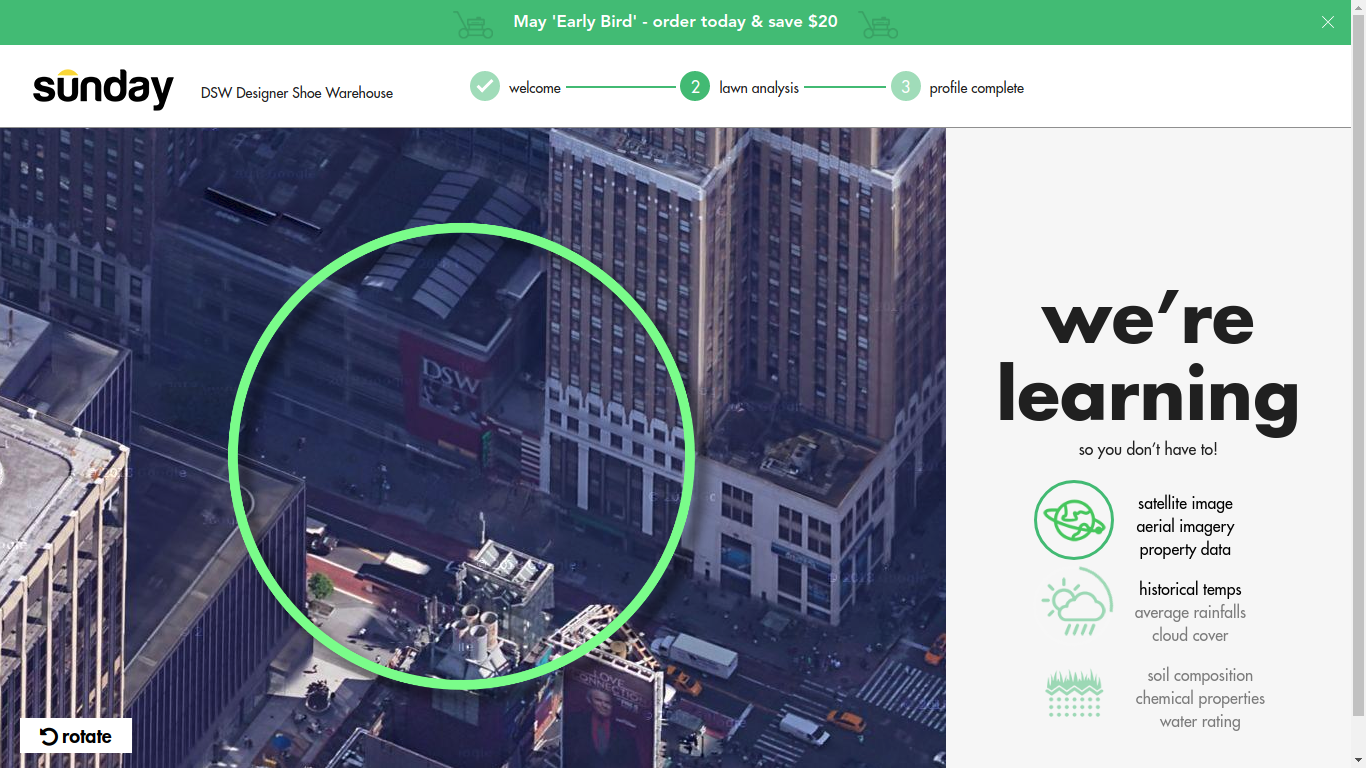 May 'Early Bird' - order today & save $20
sunday
DSW Designer Shoe Warehouse
welcome
2
lawn analysis
3
profile complete
DSW
LOVE
CONNECTION
we're
learning
so you don't have to!
satellite image
aerial imagery
property data
historical temps
average rainfalls
cloud cover
soil composition
chemical properties
water rating
rotate